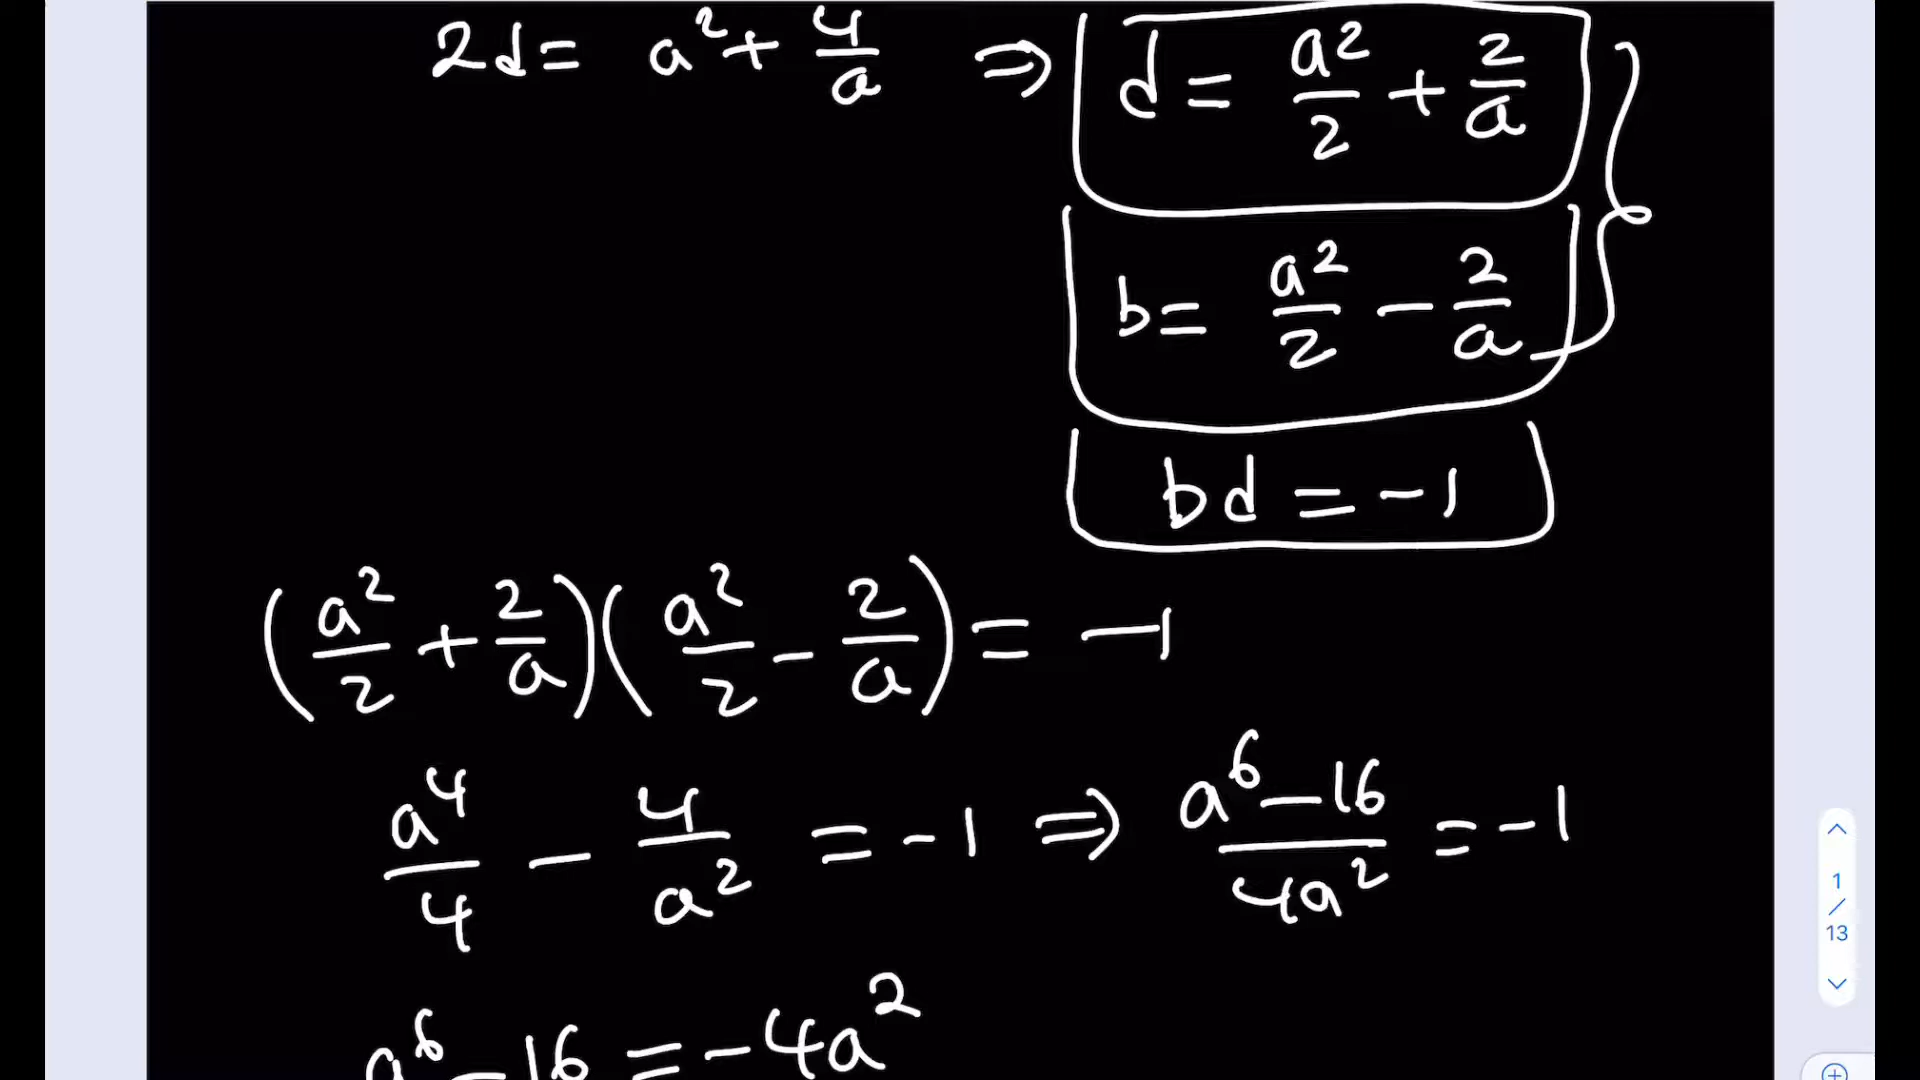 2d = a² + 4/a ⇒ d = a²/2 + 2/a
b = a²/2 − 2/a
bd = −1
(a²/2 + 2/a)(a²/2 − 2/a) = −1
a⁴/4 − 4/a² = −1 ⇒ (a⁶ − 16)/4a² = −1
a⁶ − 16 = −4a²
1
/
13